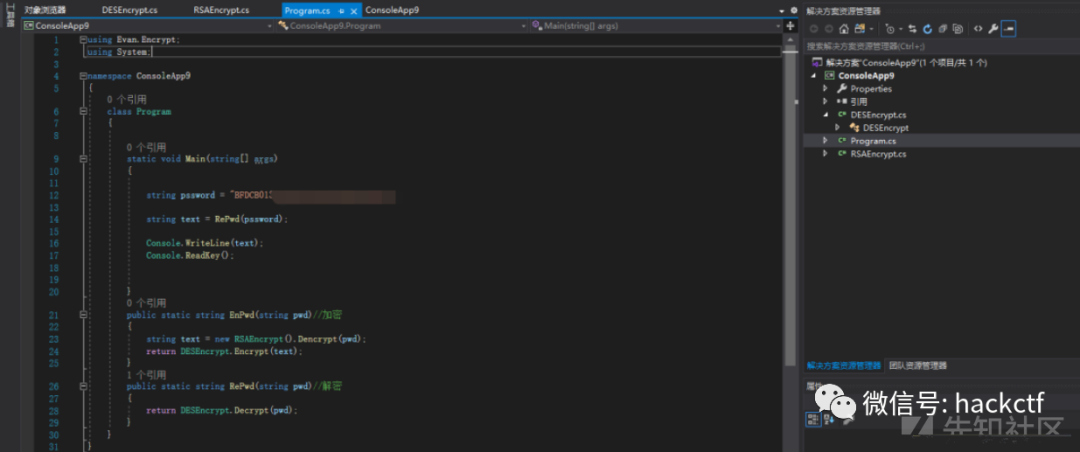 对象浏览器 DESEncrypt.cs RSAEncrypt.cs Program.cs ConsoleApp9
ConsoleApp9 ConsoleApp9.Program Main(string[] args)
1 using Evan.Encrypt;
2 using System;
3
4 namespace ConsoleApp9
5 {
0 个引用
6 class Program
7 {
8
0 个引用
9 static void Main(string[] args)
10 {
11
12 string pssword = "BFDCB013
13
14 string text = RePwd(pssword);
15
16 Console.WriteLine(text);
17 Console.ReadKey();
18
19
20 }
0 个引用
21 public static string EnPwd(string pwd)//加密
22 {
23 string text = new RSAEncrypt().Dencrypt(pwd);
24 return DESEncrypt.Encrypt(text);
25 }
1 个引用
26 public static string RePwd(string pwd)//解密
27 {
28 return DESEncrypt.Decrypt(pwd);
29 }
30 }
31 }
解决方案资源管理器
搜索解决方案资源管理器(Ctrl+;)
解决方案"ConsoleApp9"(1 个项目/共 1 个)
ConsoleApp9
Properties
引用
DESEncrypt.cs
DESEncrypt
Program.cs
RSAEncrypt.cs
解决方案资源管理器 团队资源管理器
属性
微信号: hackctf
先知社区